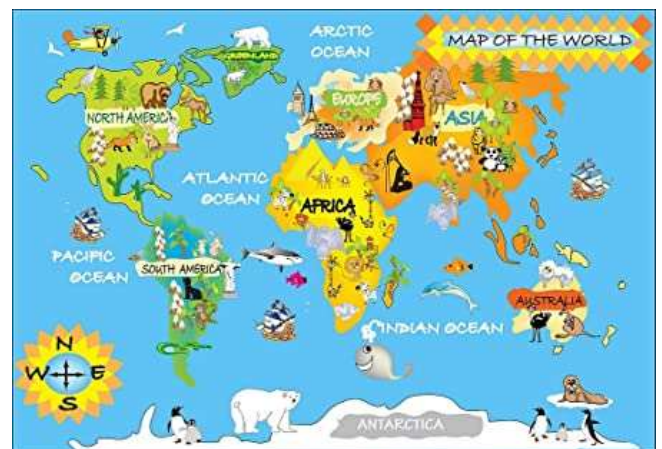 ARCTIC
OCEAN
MAP OF THE WORLD
GREENLAND
EUROPS
NORTH AMERICA
ASIA
ATLANTIC
OCEAN
AFRICA
PACIFIC
OCEAN
SOUTH AMERICA
AUSTRALIA
INDIAN OCEAN
N
W E
S
ANTARCTICA